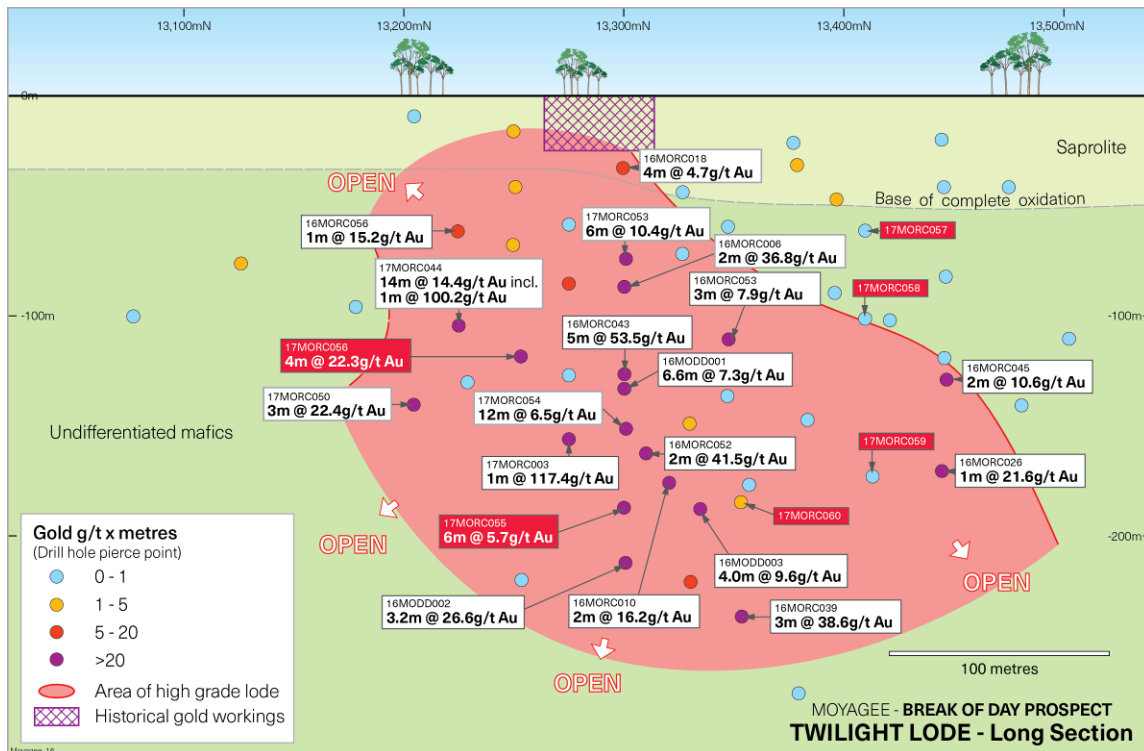 13,100mN
13,200mN
13,300mN
13,400mN
13,500mN
0m
Saprolite
Base of complete oxidation
OPEN
16MORC018
4m @ 4.7g/t Au
16MORC056
1m @ 15.2g/t Au
17MORC053
6m @ 10.4g/t Au
16MORC006
2m @ 36.8g/t Au
17MORC057
17MORC044
14m @ 14.4g/t Au incl.
1m @ 100.2g/t Au
16MORC053
3m @ 7.9g/t Au
17MORC058
-100m
-100m
17MORC056
4m @ 22.3g/t Au
16MORC043
5m @ 53.5g/t Au
16MODD001
6.6m @ 7.3g/t Au
16MORC045
2m @ 10.6g/t Au
17MORC050
3m @ 22.4g/t Au
17MORC054
12m @ 6.5g/t Au
Undifferentiated mafics
16MORC052
2m @ 41.5g/t Au
17MORC059
17MORC003
1m @ 117.4g/t Au
16MORC026
1m @ 21.6g/t Au
17MORC055
6m @ 5.7g/t Au
17MORC060
OPEN
-200m
16MODD003
4.0m @ 9.6g/t Au
OPEN
16MODD002
3.2m @ 26.6g/t Au
16MORC010
2m @ 16.2g/t Au
16MORC039
3m @ 38.6g/t Au
OPEN
100 metres
Gold g/t x metres
(Drill hole pierce point)
0 - 1
1 - 5
5 - 20
>20
Area of high grade lode
Historical gold workings
MOYAGEE - BREAK OF DAY PROSPECT
TWILIGHT LODE - Long Section